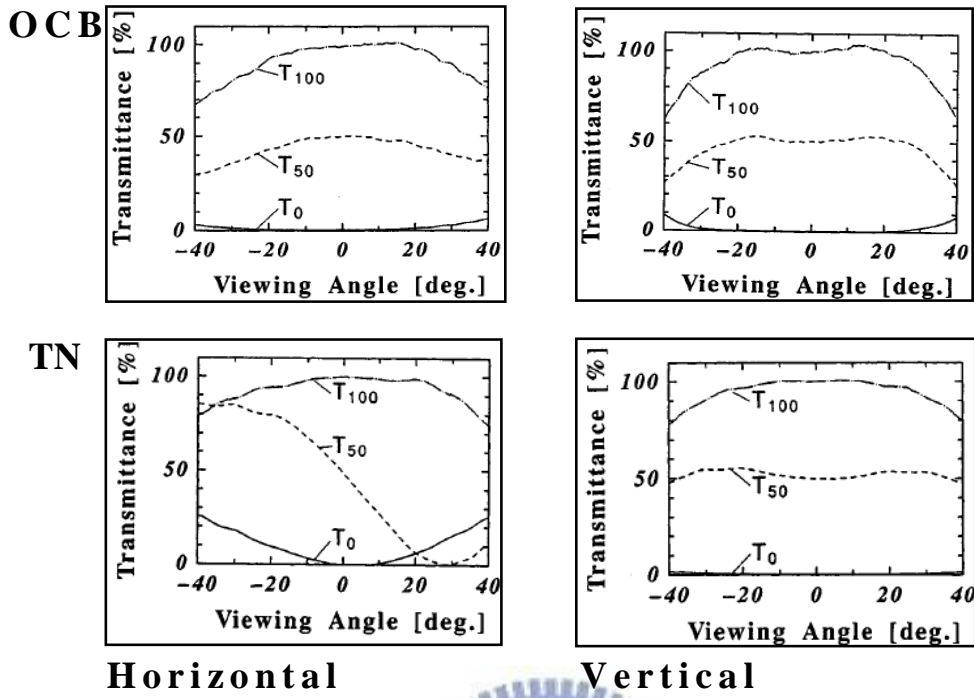 OCB
Transmittance [%]
100
50
0
T100
T50
T0
-40 -20 0 20 40
Viewing Angle [deg.]
Transmittance [%]
100
50
0
T100
T50
T0
-40 -20 0 20 40
Viewing Angle [deg.]
TN
Transmittance [%]
100
50
0
T100
T50
T0
-40 -20 0 20 40
Viewing Angle [deg.]
Transmittance [%]
100
50
0
T100
T50
T0
-40 -20 0 20 40
Viewing Angle [deg.]
Horizontal
Vertical